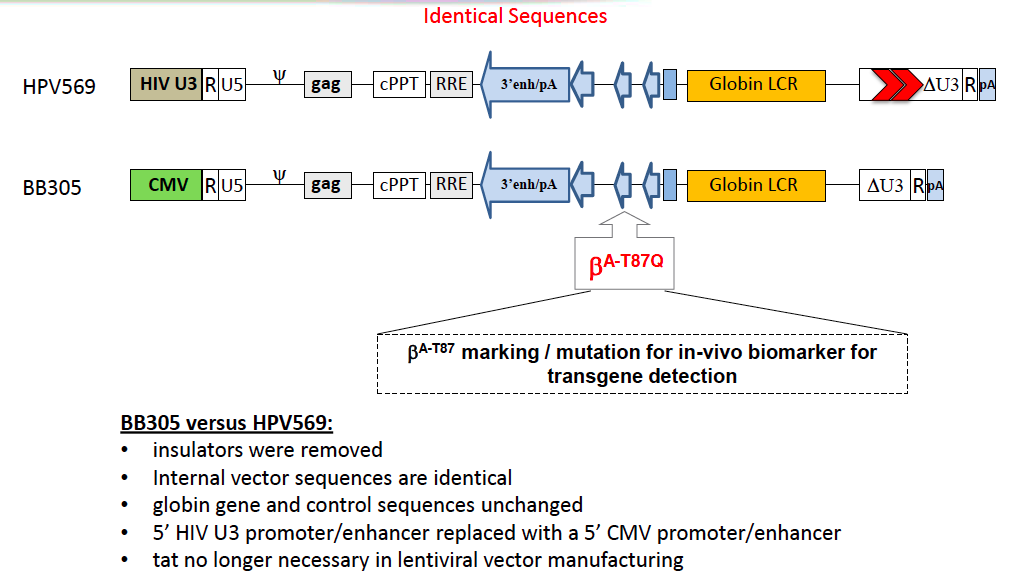 Identical Sequences
HPV569
HIV U3 R U5 ψ gag cPPT RRE 3'enh/pA Globin LCR ΔU3 R pA
BB305
CMV R U5 ψ gag cPPT RRE 3'enh/pA Globin LCR ΔU3 R pA
βA-T87Q
βA-T87 marking / mutation for in-vivo biomarker for
transgene detection
BB305 versus HPV569:
• insulators were removed
• Internal vector sequences are identical
• globin gene and control sequences unchanged
• 5’ HIV U3 promoter/enhancer replaced with a 5’ CMV promoter/enhancer
• tat no longer necessary in lentiviral vector manufacturing